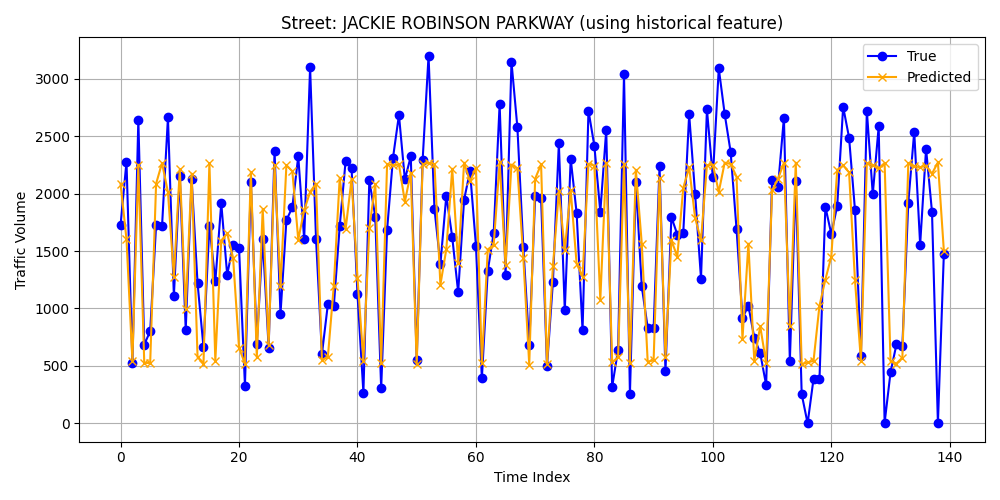 Street: JACKIE ROBINSON PARKWAY (using historical feature)
True
Predicted
Traffic Volume
3000
2500
2000
1500
1000
500
0
0 20 40 60 80 100 120 140
Time Index